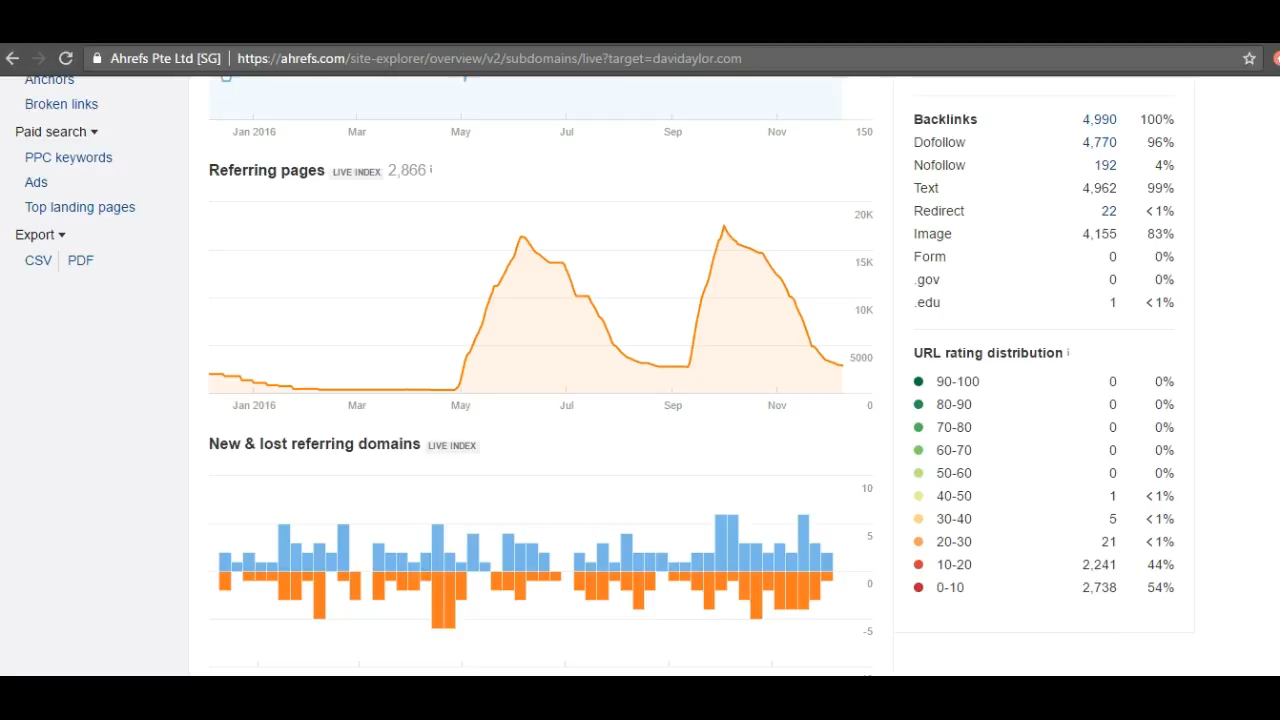 Ahrefs Pte Ltd [SG] https://ahrefs.com/site-explorer/overview/v2/subdomains/live?target=davidaylor.com
Anchors
Broken links
Paid search
PPC keywords
Ads
Top landing pages
Export
CSV PDF
Jan 2016 Mar May Jul Sep Nov 150
Referring pages LIVE INDEX 2,866 i
20K
15K
10K
5000
Jan 2016 Mar May Jul Sep Nov 0
New & lost referring domains LIVE INDEX
10
5
0
-5
Backlinks 4,990 100%
Dofollow 4,770 96%
Nofollow 192 4%
Text 4,962 99%
Redirect 22 < 1%
Image 4,155 83%
Form 0 0%
.gov 0 0%
.edu 1 < 1%
URL rating distribution i
90-100 0 0%
80-90 0 0%
70-80 0 0%
60-70 0 0%
50-60 0 0%
40-50 1 < 1%
30-40 5 < 1%
20-30 21 < 1%
10-20 2,241 44%
0-10 2,738 54%